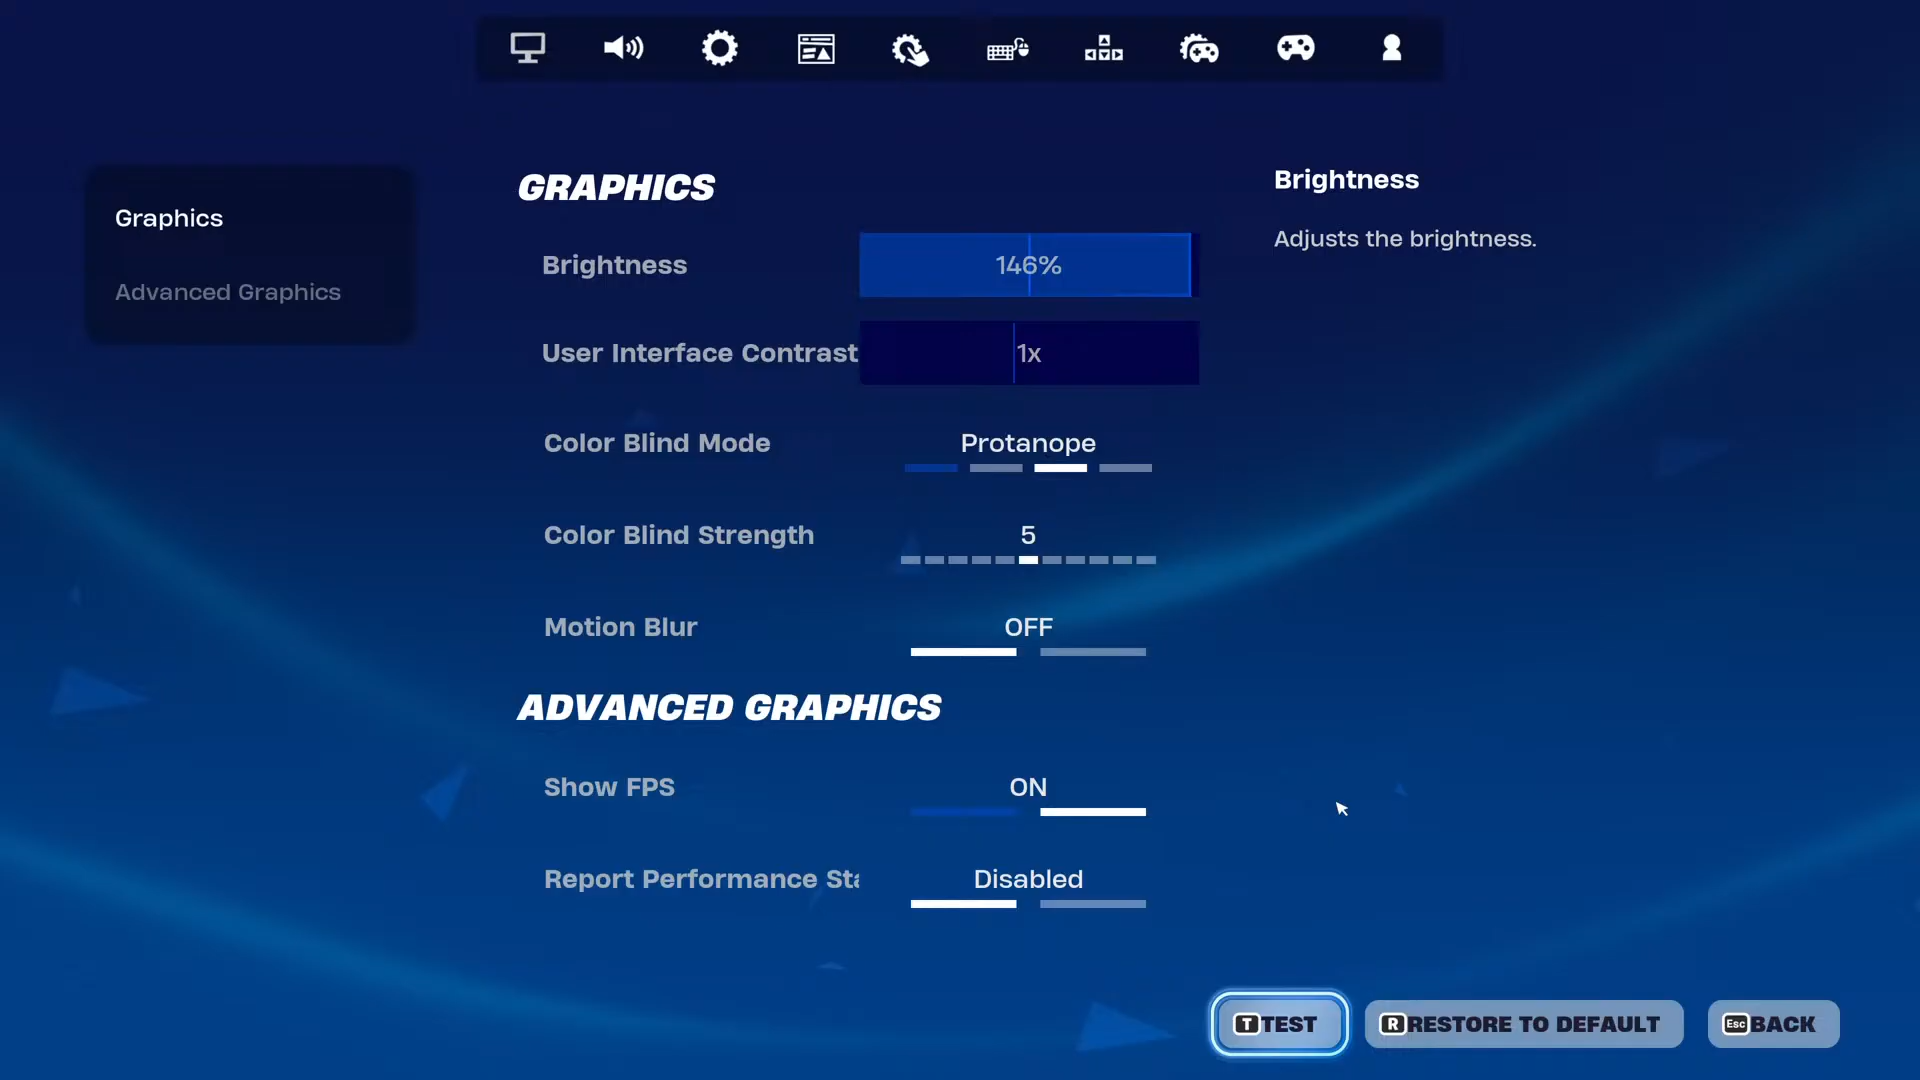 GRAPHICS
Brightness
Graphics
Brightness
146%
Adjusts the brightness.
Advanced Graphics
User Interface Contrast
1x
Color Blind Mode
Protanope
Color Blind Strength
5
Motion Blur
OFF
ADVANCED GRAPHICS
Show FPS
ON
Report Performance Sta
Disabled
T TEST
R RESTORE TO DEFAULT
Esc BACK